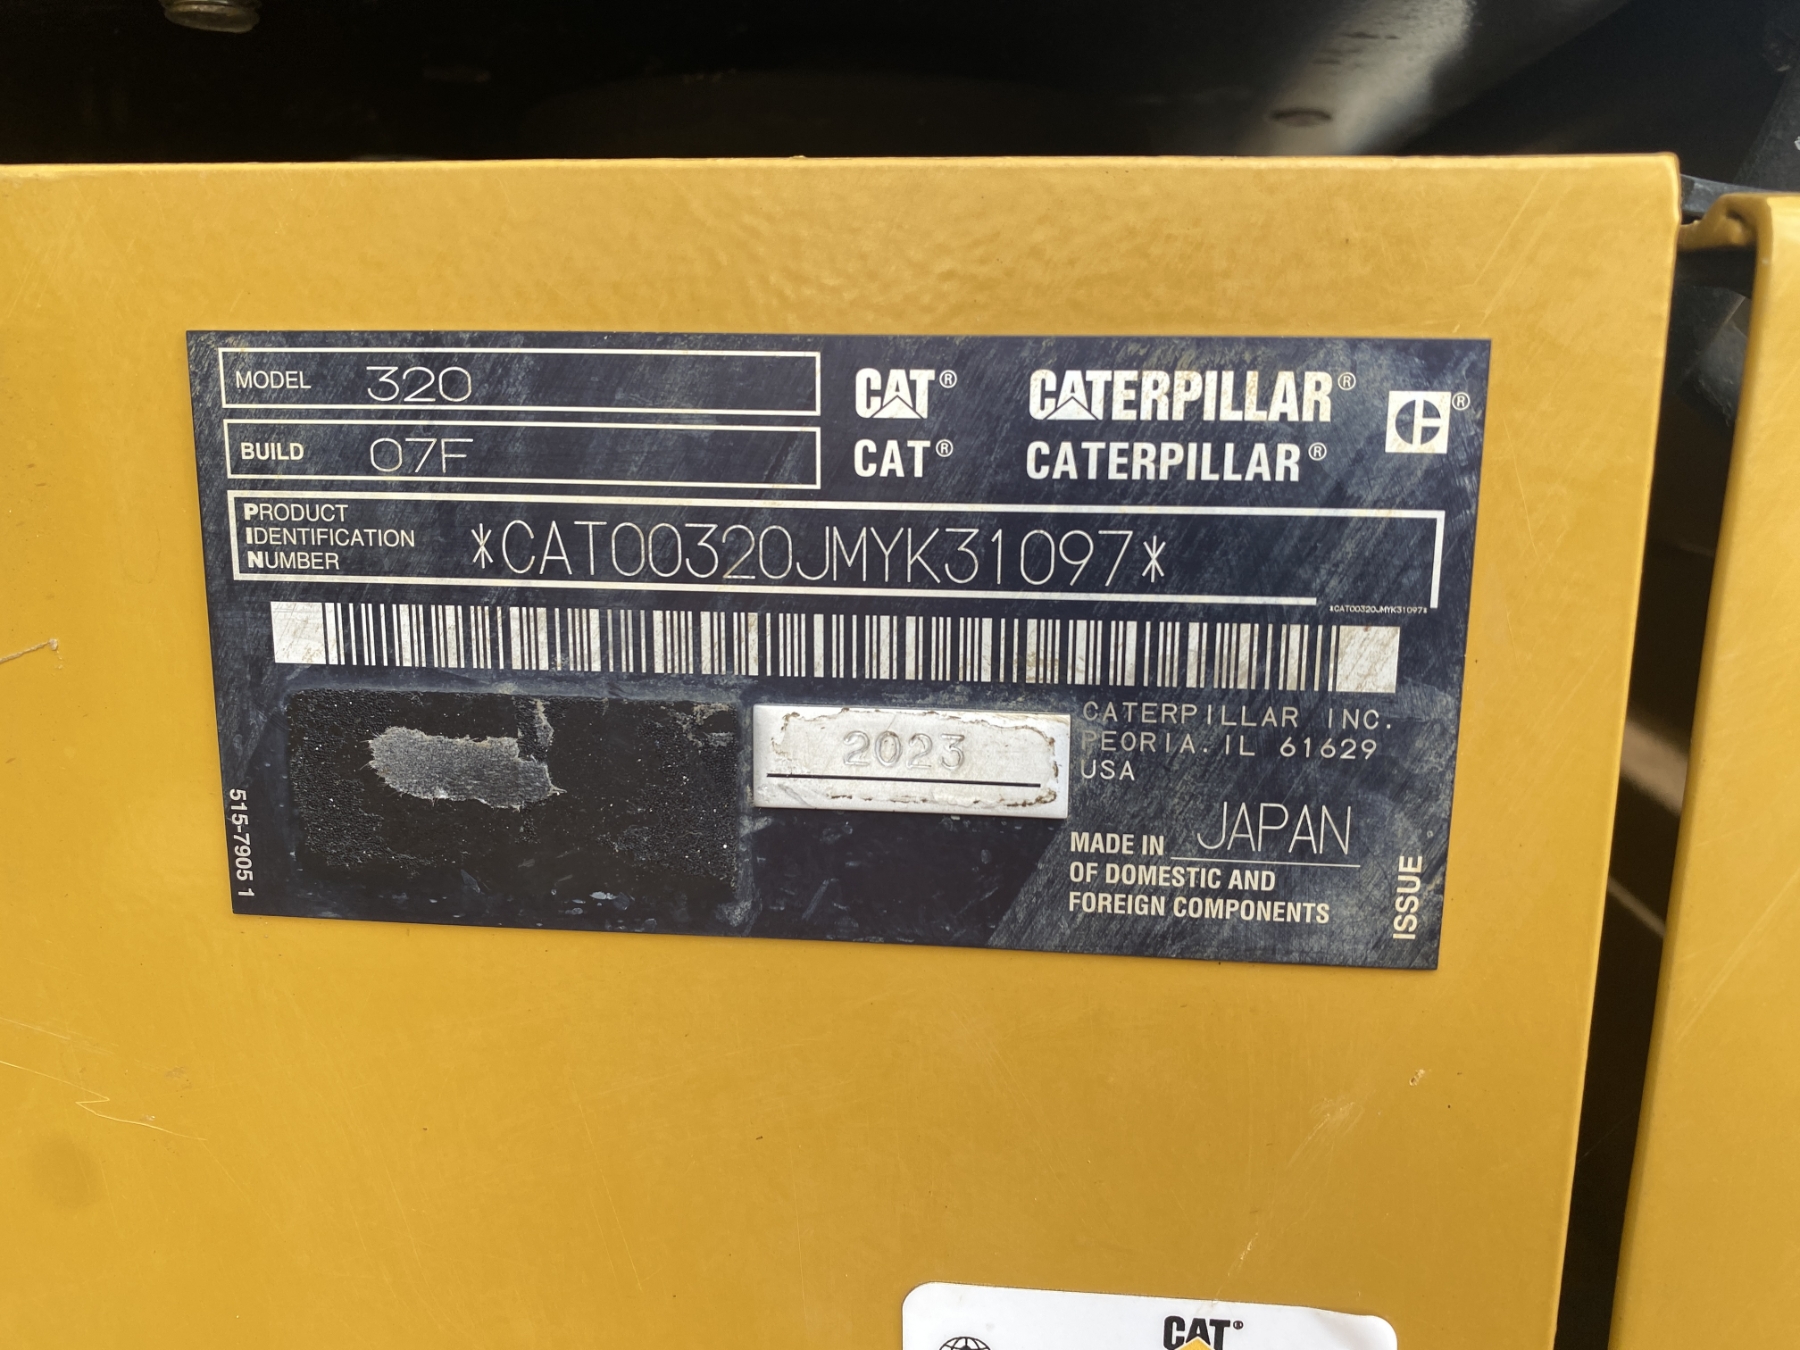 MODEL 320
BUILD 07F
CAT® CATERPILLAR® ®
CAT® CATERPILLAR®
PRODUCT
IDENTIFICATION
NUMBER
*CAT00320JMYK31097*
*CAT00320JMYK31097*
2023
CATERPILLAR INC.
PEORIA. IL 61629
USA
MADE IN JAPAN
OF DOMESTIC AND
FOREIGN COMPONENTS
515-7905 1
ISSUE
CAT®